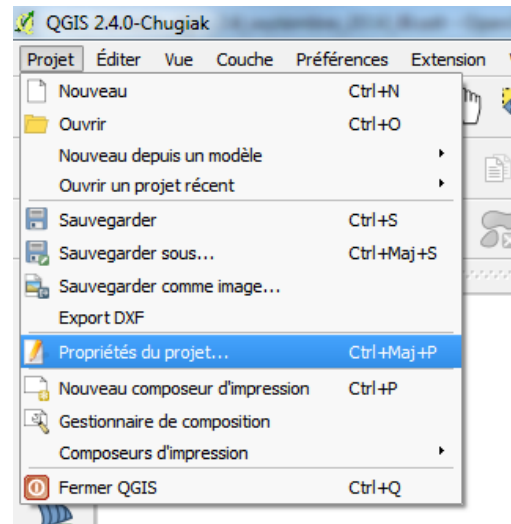 QGIS 2.4.0-Chugiak
Projet Éditer Vue Couche Préférences Extension
Nouveau Ctrl+N
Ouvrir Ctrl+O
Nouveau depuis un modèle
Ouvrir un projet récent
Sauvegarder Ctrl+S
Sauvegarder sous... Ctrl+Maj+S
Sauvegarder comme image...
Export DXF
Propriétés du projet... Ctrl+Maj+P
Nouveau composeur d'impression Ctrl+P
Gestionnaire de composition
Composeurs d'impression
Fermer QGIS Ctrl+Q